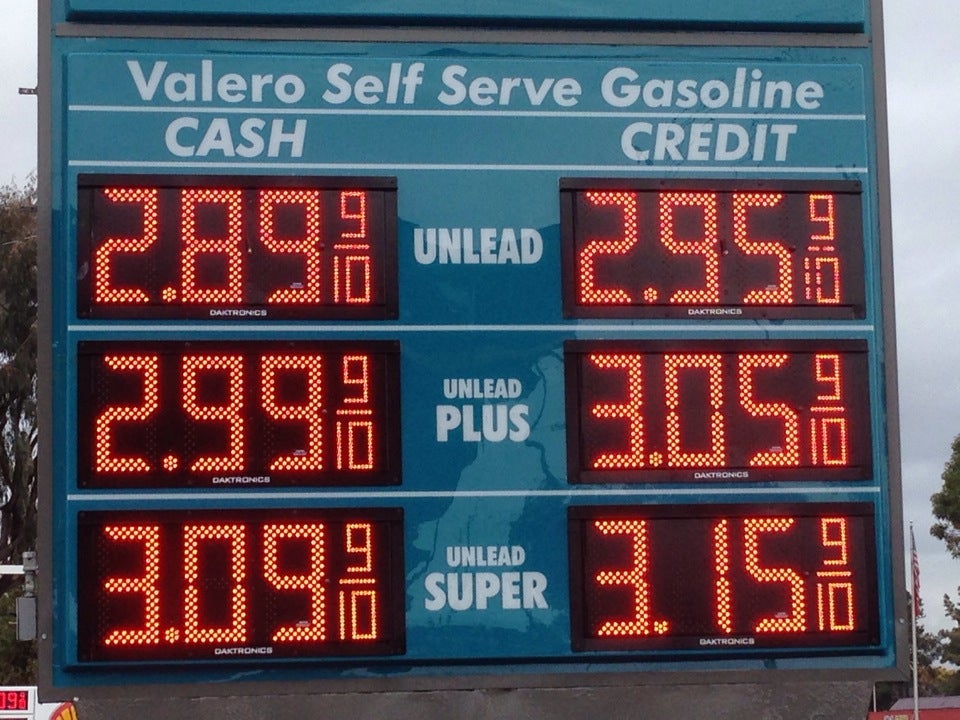 Valero Self Serve Gasoline
CASH CREDIT
2.89 9/10 UNLEAD 2.95 9/10
DAKTRONICS DAKTRONICS
2.99 9/10 UNLEAD PLUS 3.05 9/10
DAKTRONICS DAKTRONICS
3.09 9/10 UNLEAD SUPER 3.15 9/10
DAKTRONICS DAKTRONICS